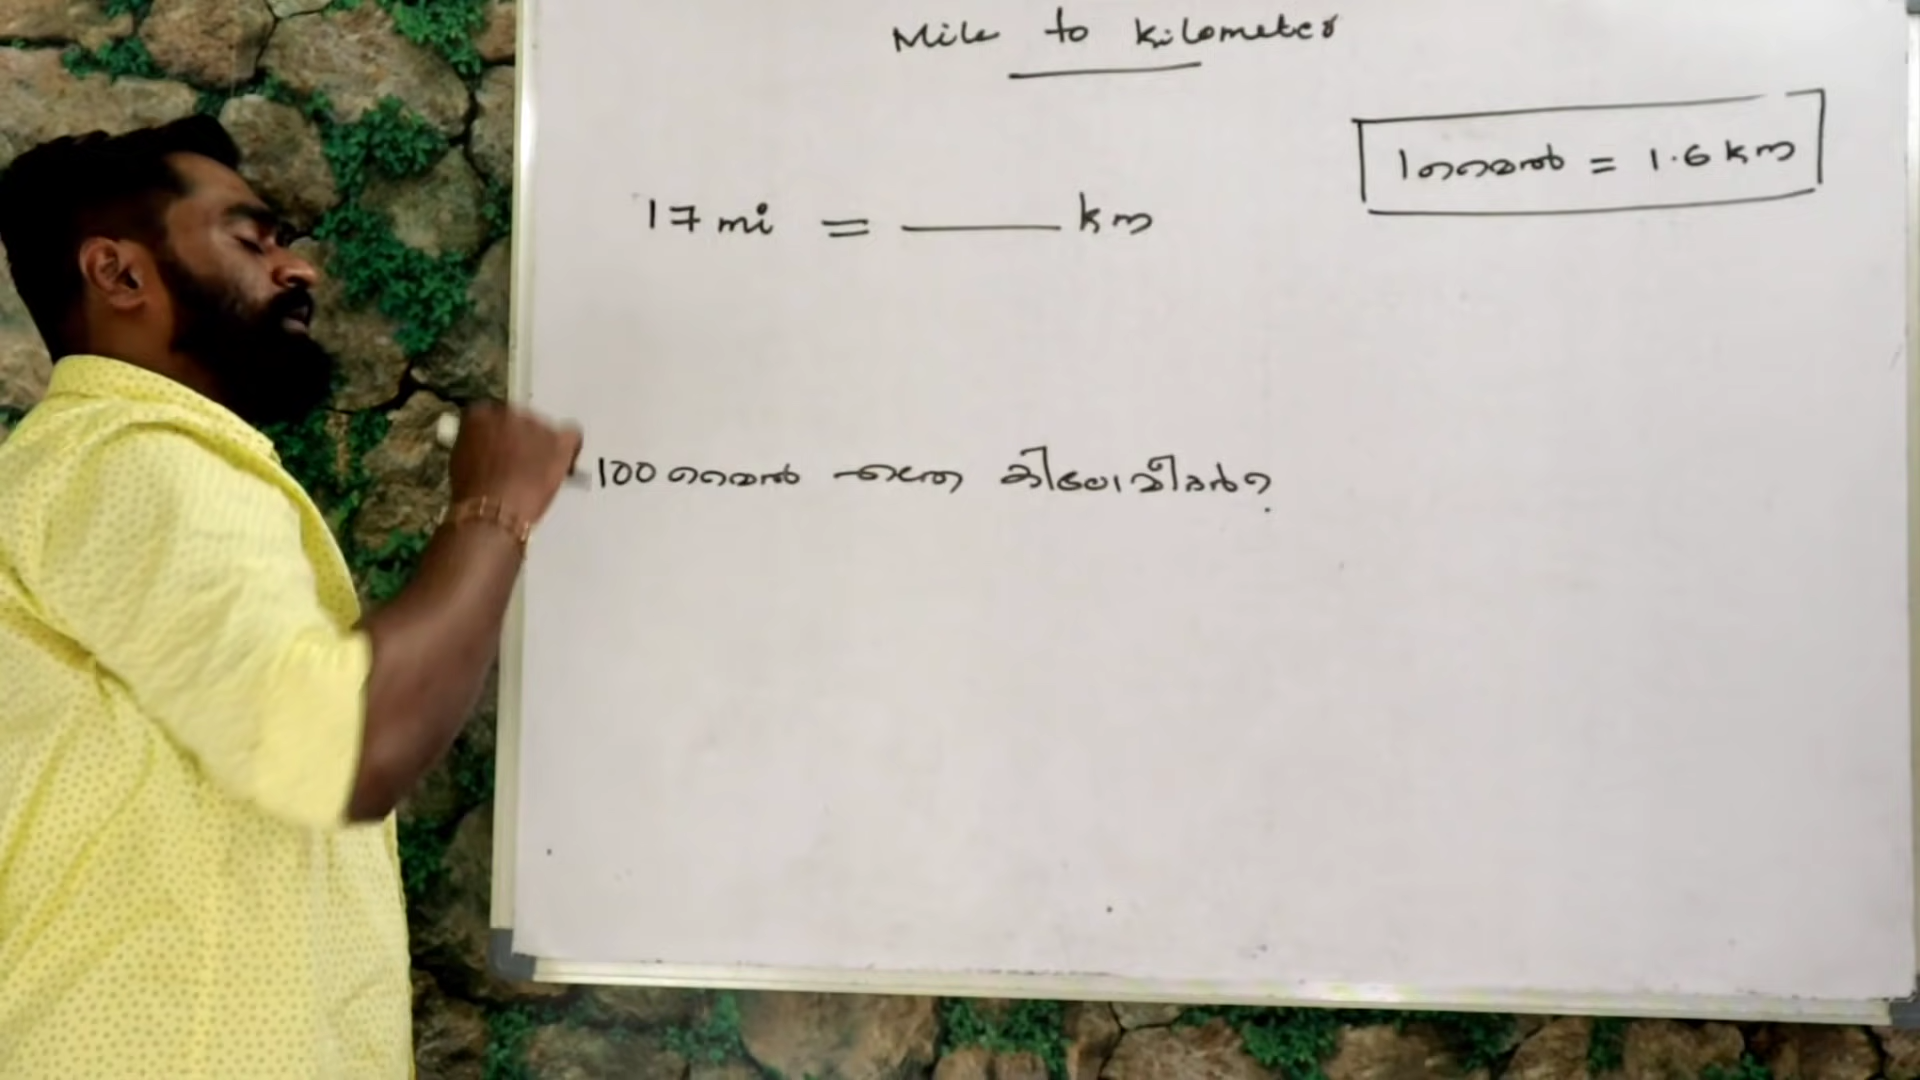 Mile to Kilometer
1 മൈൽ = 1.6 km
17 mi = ____ km
100 മൈൽ എത്ര കിലോമീറ്റർ?